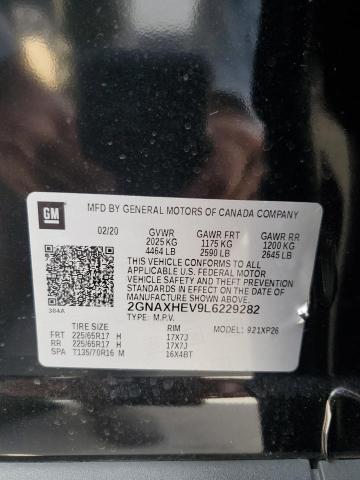 GM MFD BY GENERAL MOTORS OF CANADA COMPANY
02/20 GVWR GAWR FRT GAWR RR
2025 KG 1175 KG 1200 KG
4464 LB 2590 LB 2645 LB
THIS VEHICLE CONFORMS TO ALL
APPLICABLE U.S. FEDERAL MOTOR
VEHICLE SAFETY, BUMPER, AND THEFT
PREVENTION STANDARDS IN EFFECT ON
THE DATE OF MANUFACTURE SHOWN ABOVE.
384A 2GNAXHEV9L6229282
TYPE: M.P.V.
TIRE SIZE RIM MODEL: 921XP26
FRT 225/65R17 H 17X7J
RR 225/65R17 H 17X7J
SPA T135/70R16 M 16X4BT